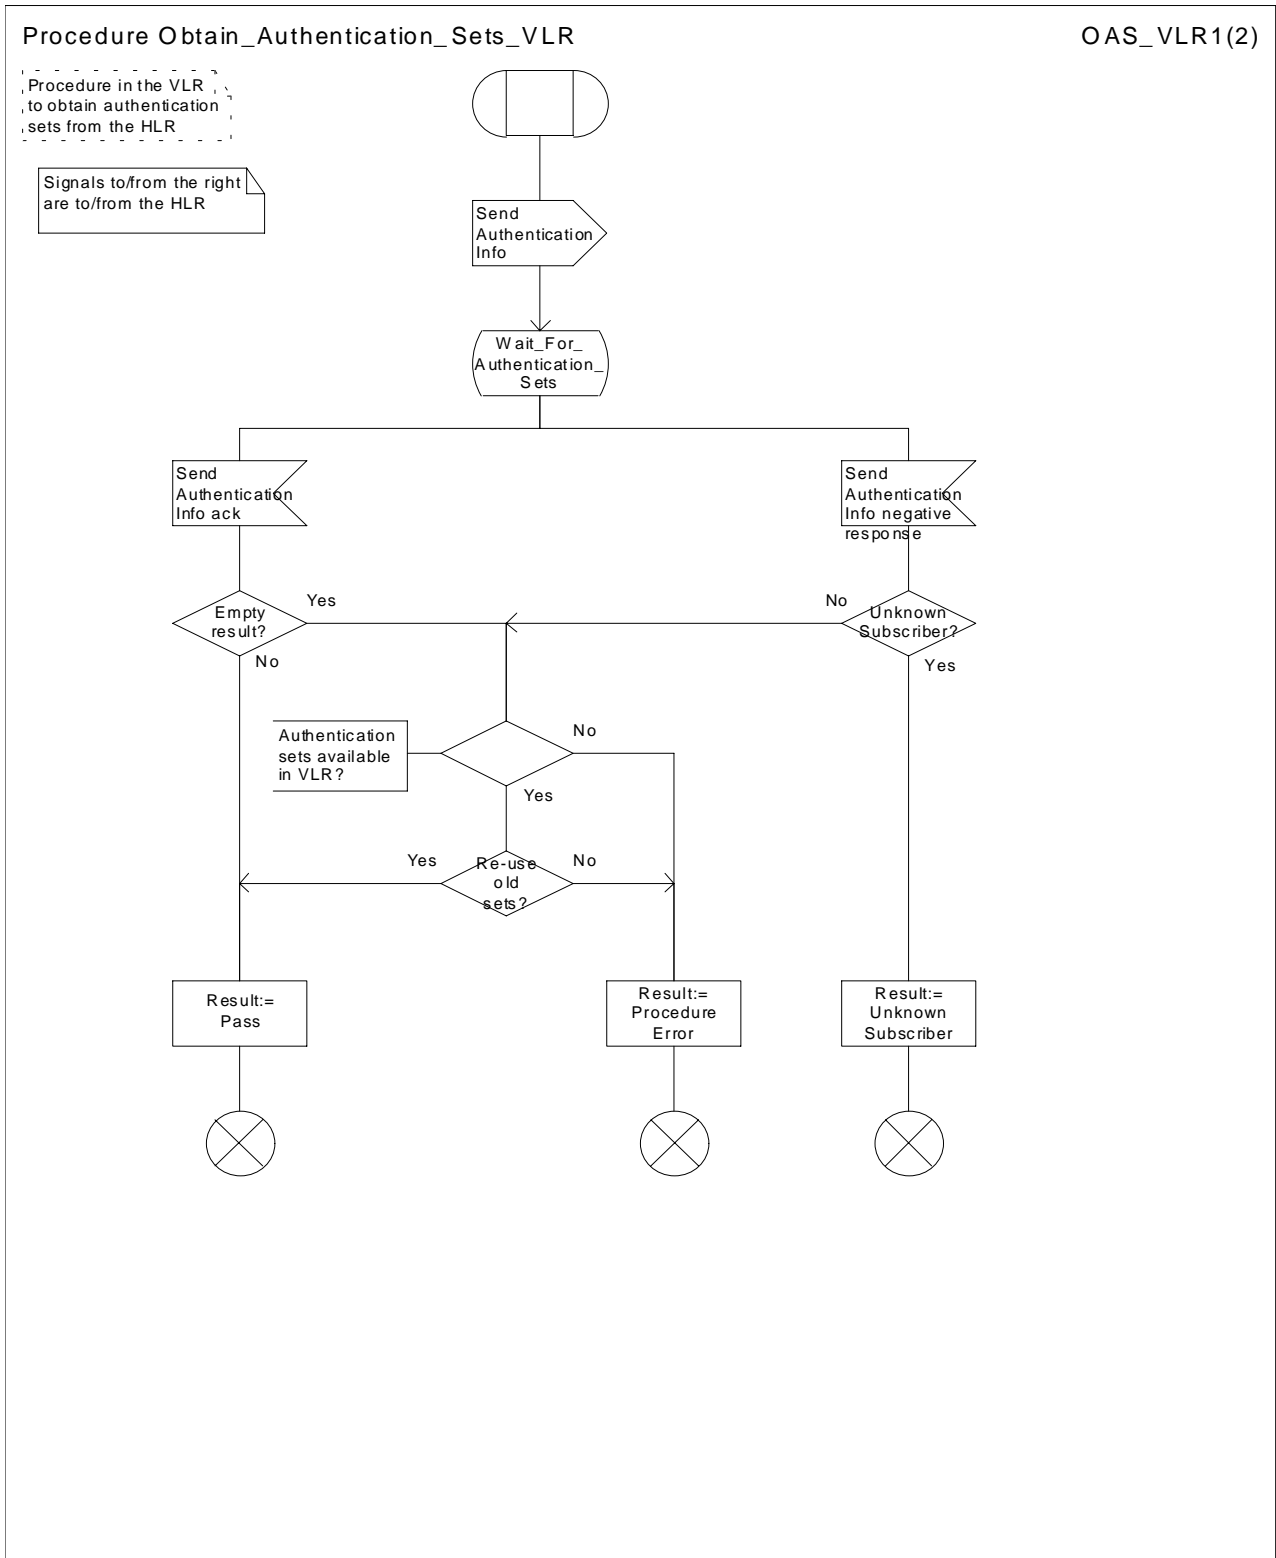 Procedure Obtain_Authentication_Sets_VLR
OAS_VLR1(2)
Procedure in the VLR
to obtain authentication
sets from the HLR
Signals to/from the right
are to/from the HLR
Send
Authentication
Info
Wait_For_
Authentication_
Sets
Send
Authentication
Info ack
Send
Authentication
Info negative
response
Empty
result?
Yes
No
No
Unknown
Subscriber?
Yes
Authentication
sets available
in VLR?
No
Yes
Yes
Re-use
old
sets?
No
Result:=
Pass
Result:=
Procedure
Error
Result:=
Unknown
Subscriber